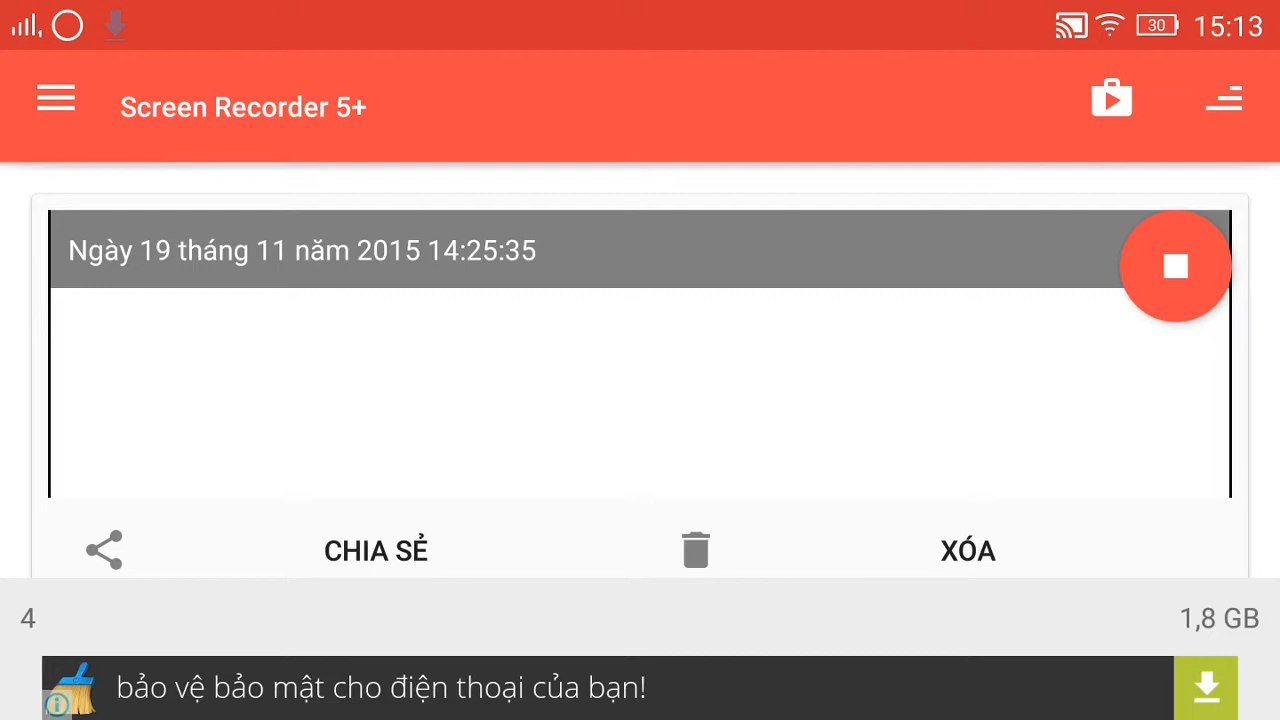 30 15:13
Screen Recorder 5+
Ngày 19 tháng 11 năm 2015 14:25:35
CHIA SẺ XÓA
4 1,8 GB
bảo vệ bảo mật cho điện thoại của bạn!